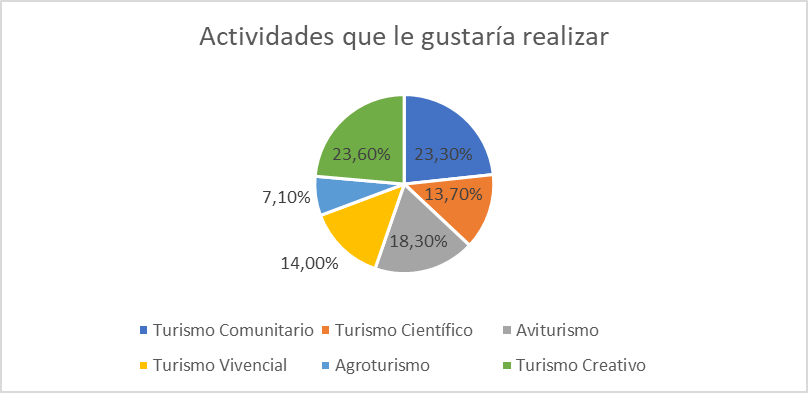 Actividades que le gustaría realizar
23,60%
23,30%
7,10%
13,70%
18,30%
14,00%
Turismo Comunitario
Turismo Científico
Aviturismo
Turismo Vivencial
Agroturismo
Turismo Creativo